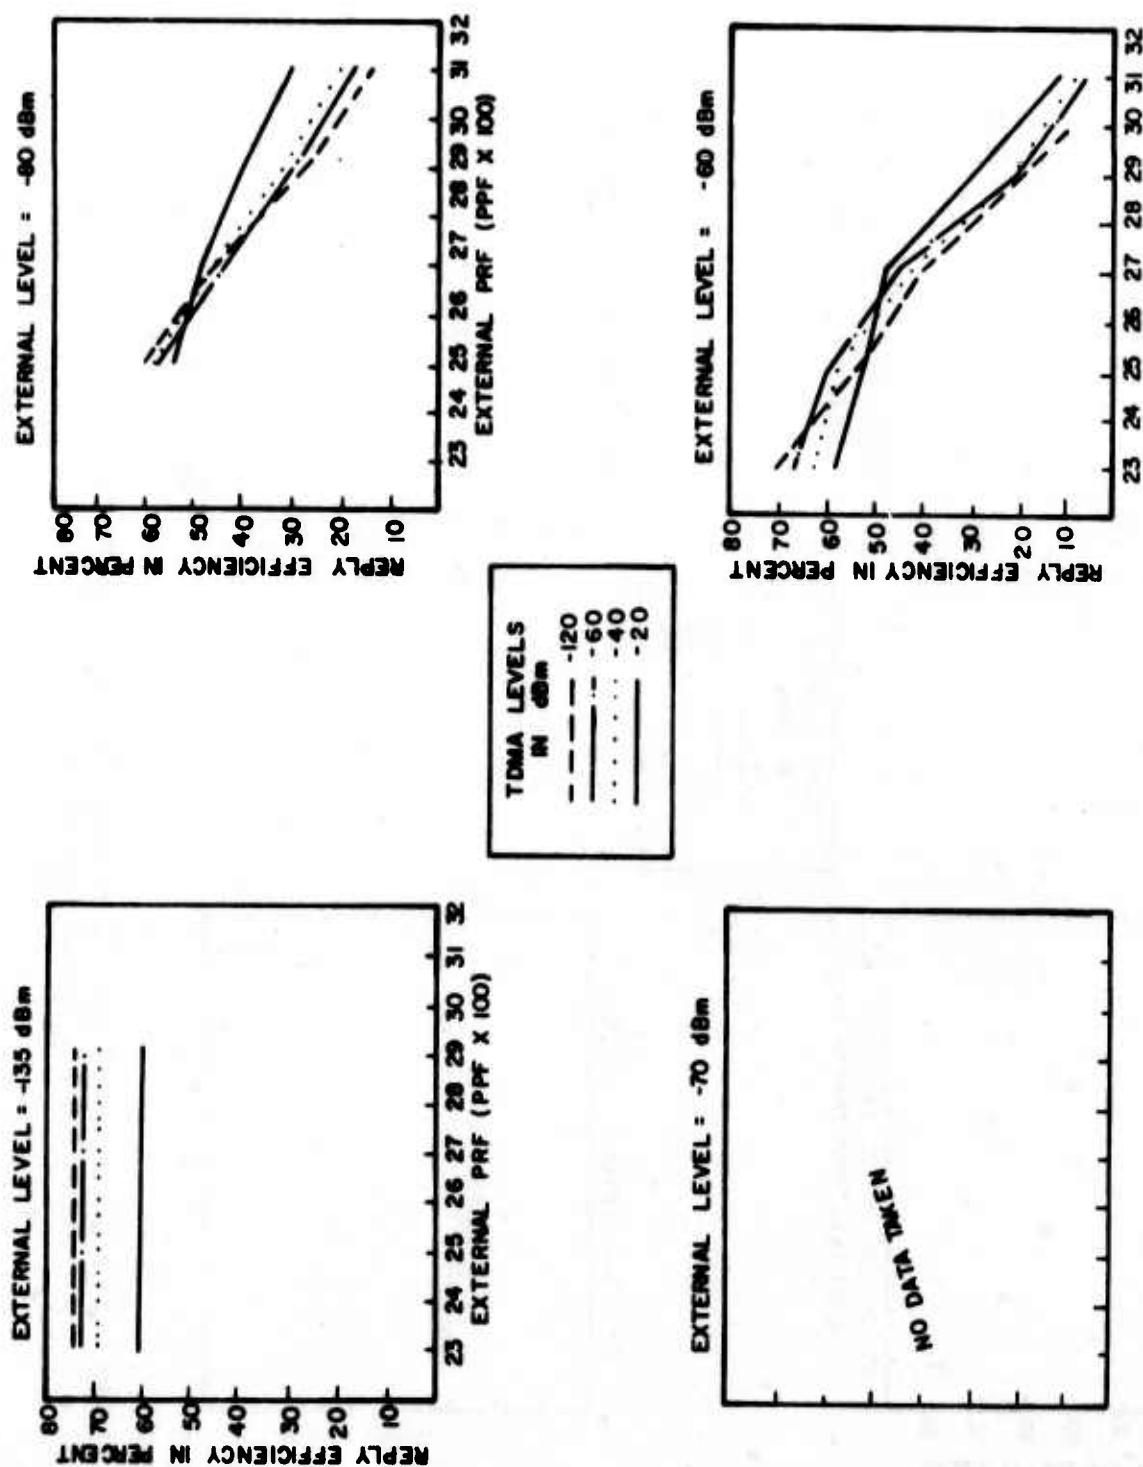 EXTERNAL LEVEL = -135 dBm
REPLY EFFICIENCY IN PERCENT
80
70
60
50
40
30
20
10
23 24 25 26 27 28 29 30 31 32
EXTERNAL PRF (PPF X 100)
EXTERNAL LEVEL = -80 dBm
REPLY EFFICIENCY IN PERCENT
80
70
60
50
40
30
20
10
23 24 25 26 27 28 29 30 31 32
EXTERNAL PRF (PPF X 100)
TDMA LEVELS
IN dBm
-120
-60
-40
-20
EXTERNAL LEVEL = -70 dBm
NO DATA TAKEN
EXTERNAL LEVEL = -60 dBm
REPLY EFFICIENCY IN PERCENT
80
70
60
50
40
30
20
10
23 24 25 26 27 28 29 30 31 32